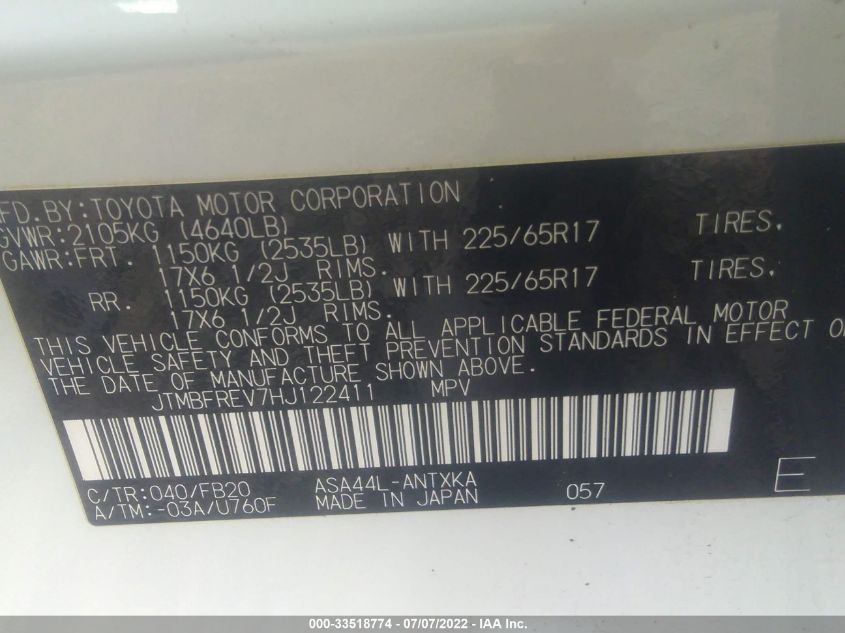 FD. BY: TOYOTA MOTOR CORPORATION
GVWR: 2105KG (4640LB)
GAWR: FRT. 1150KG (2535LB) WITH 225/65R17 TIRES.
17X6 1/2J RIMS.
RR. 1150KG (2535LB) WITH 225/65R17 TIRES.
17X6 1/2J RIMS.
THIS VEHICLE CONFORMS TO ALL APPLICABLE FEDERAL MOTOR
VEHICLE SAFETY AND THEFT PREVENTION STANDARDS IN EFFECT O
THE DATE OF MANUFACTURE SHOWN ABOVE.
JTMBFREV7HJ122411 MPV
C/TR: 040/FB20 ASA44L-ANTXKA
A/TM: -03A/U760F MADE IN JAPAN 057 E
000-33518774 - 07/07/2022 - IAA Inc.